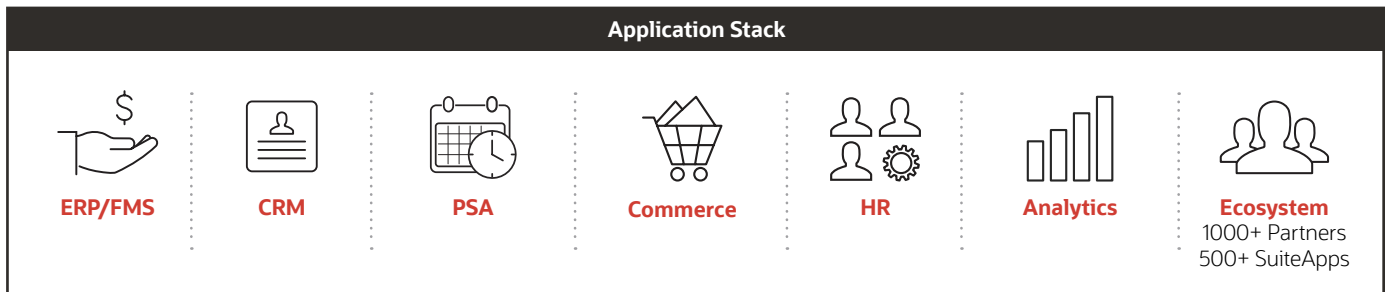 Application Stack
$
ERP/FMS
CRM
PSA
Commerce
HR
Analytics
Ecosystem
1000+ Partners
500+ SuiteApps